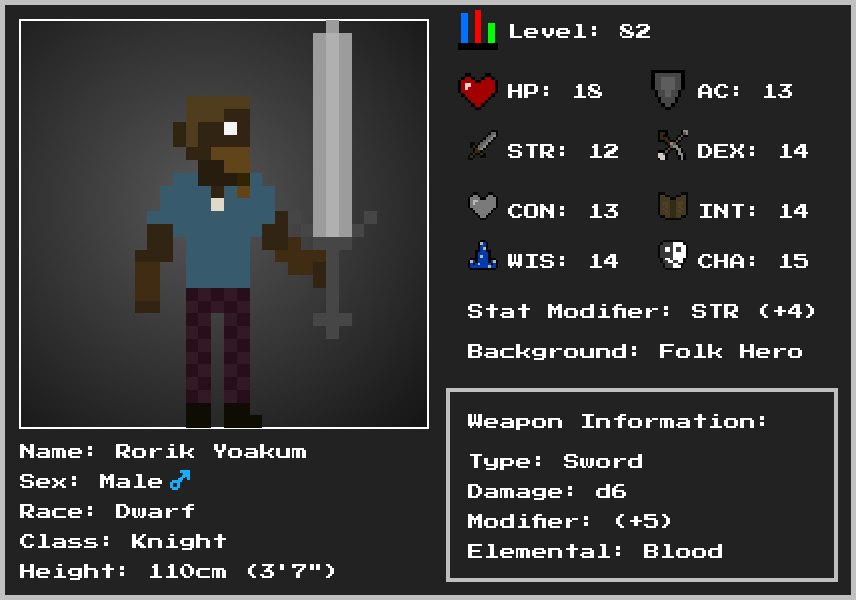 Level: 82
HP: 18
AC: 13
STR: 12
DEX: 14
CON: 13
INT: 14
WIS: 14
CHA: 15
Stat Modifier: STR (+4)
Background: Folk Hero
Name: Rorik Yoakum
Sex: Male♂
Race: Dwarf
Class: Knight
Height: 110cm (3'7")
Weapon Information:
Type: Sword
Damage: d6
Modifier: (+5)
Elemental: Blood